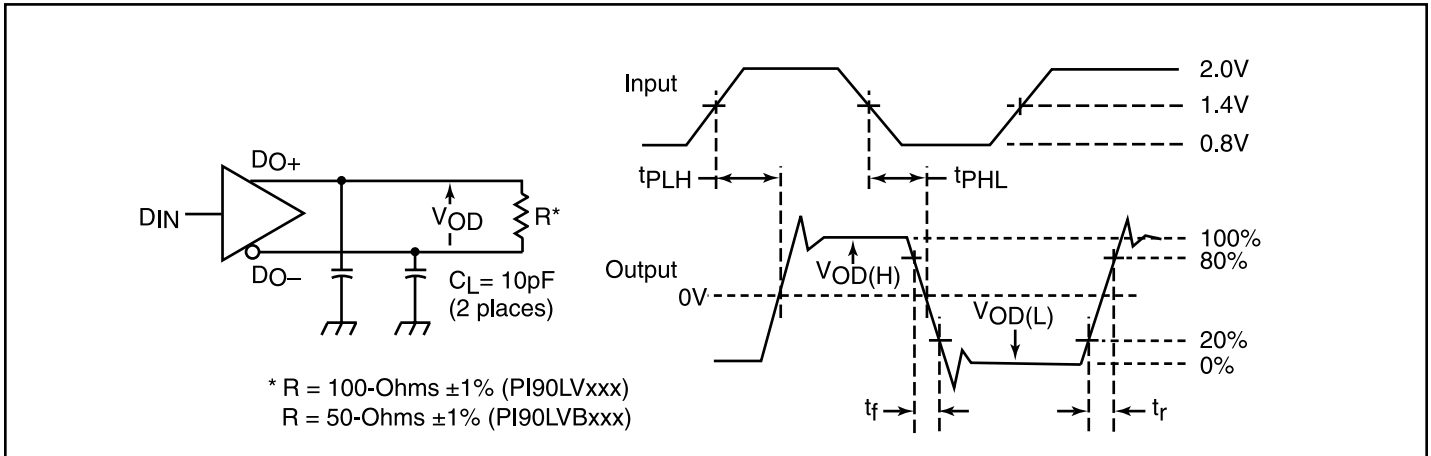 DIN
DO+
DO–
VOD
R*
CL= 10pF
(2 places)
* R = 100-Ohms ±1% (PI90LVxxx)
R = 50-Ohms ±1% (PI90LVBxxx)
Input
2.0V
1.4V
0.8V
tPLH
tPHL
Output
0V
VOD(H)
VOD(L)
100%
80%
20%
0%
tf
tr